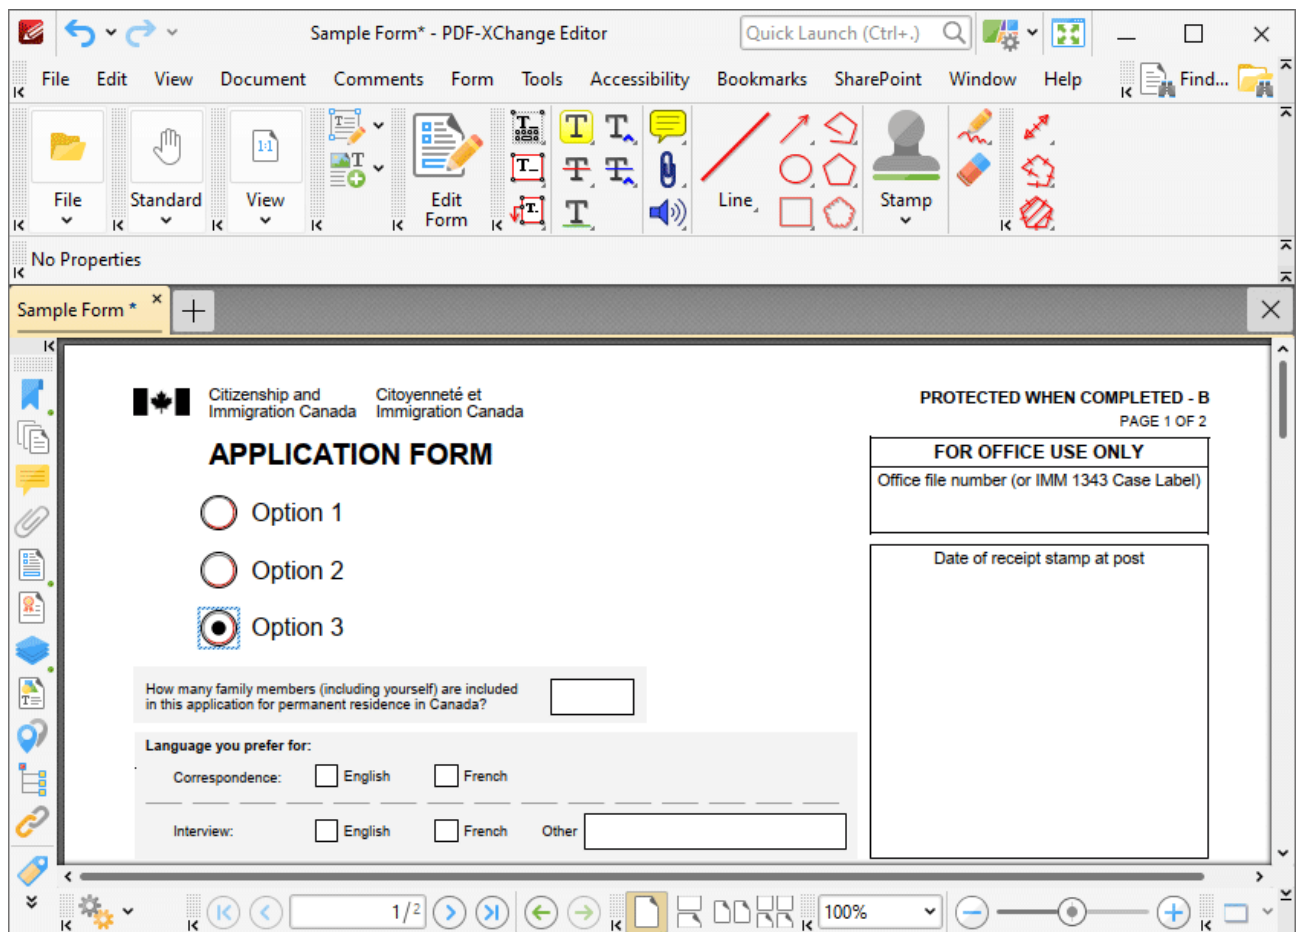 Sample Form* - PDF-XChange Editor
Quick Launch (Ctrl+.)
File Edit View Document Comments Form Tools Accessibility Bookmarks SharePoint Window Help Find...
File
Standard
1:1
View
Edit Form
Line
Stamp
No Properties
Sample Form *
Citizenship and Immigration Canada
Citoyenneté et Immigration Canada
PROTECTED WHEN COMPLETED - B
PAGE 1 OF 2
APPLICATION FORM
FOR OFFICE USE ONLY
Office file number (or IMM 1343 Case Label)
Option 1
Option 2
Option 3
Date of receipt stamp at post
How many family members (including yourself) are included
in this application for permanent residence in Canada?
Language you prefer for:
Correspondence: English French
Interview: English French Other
1/2
100%